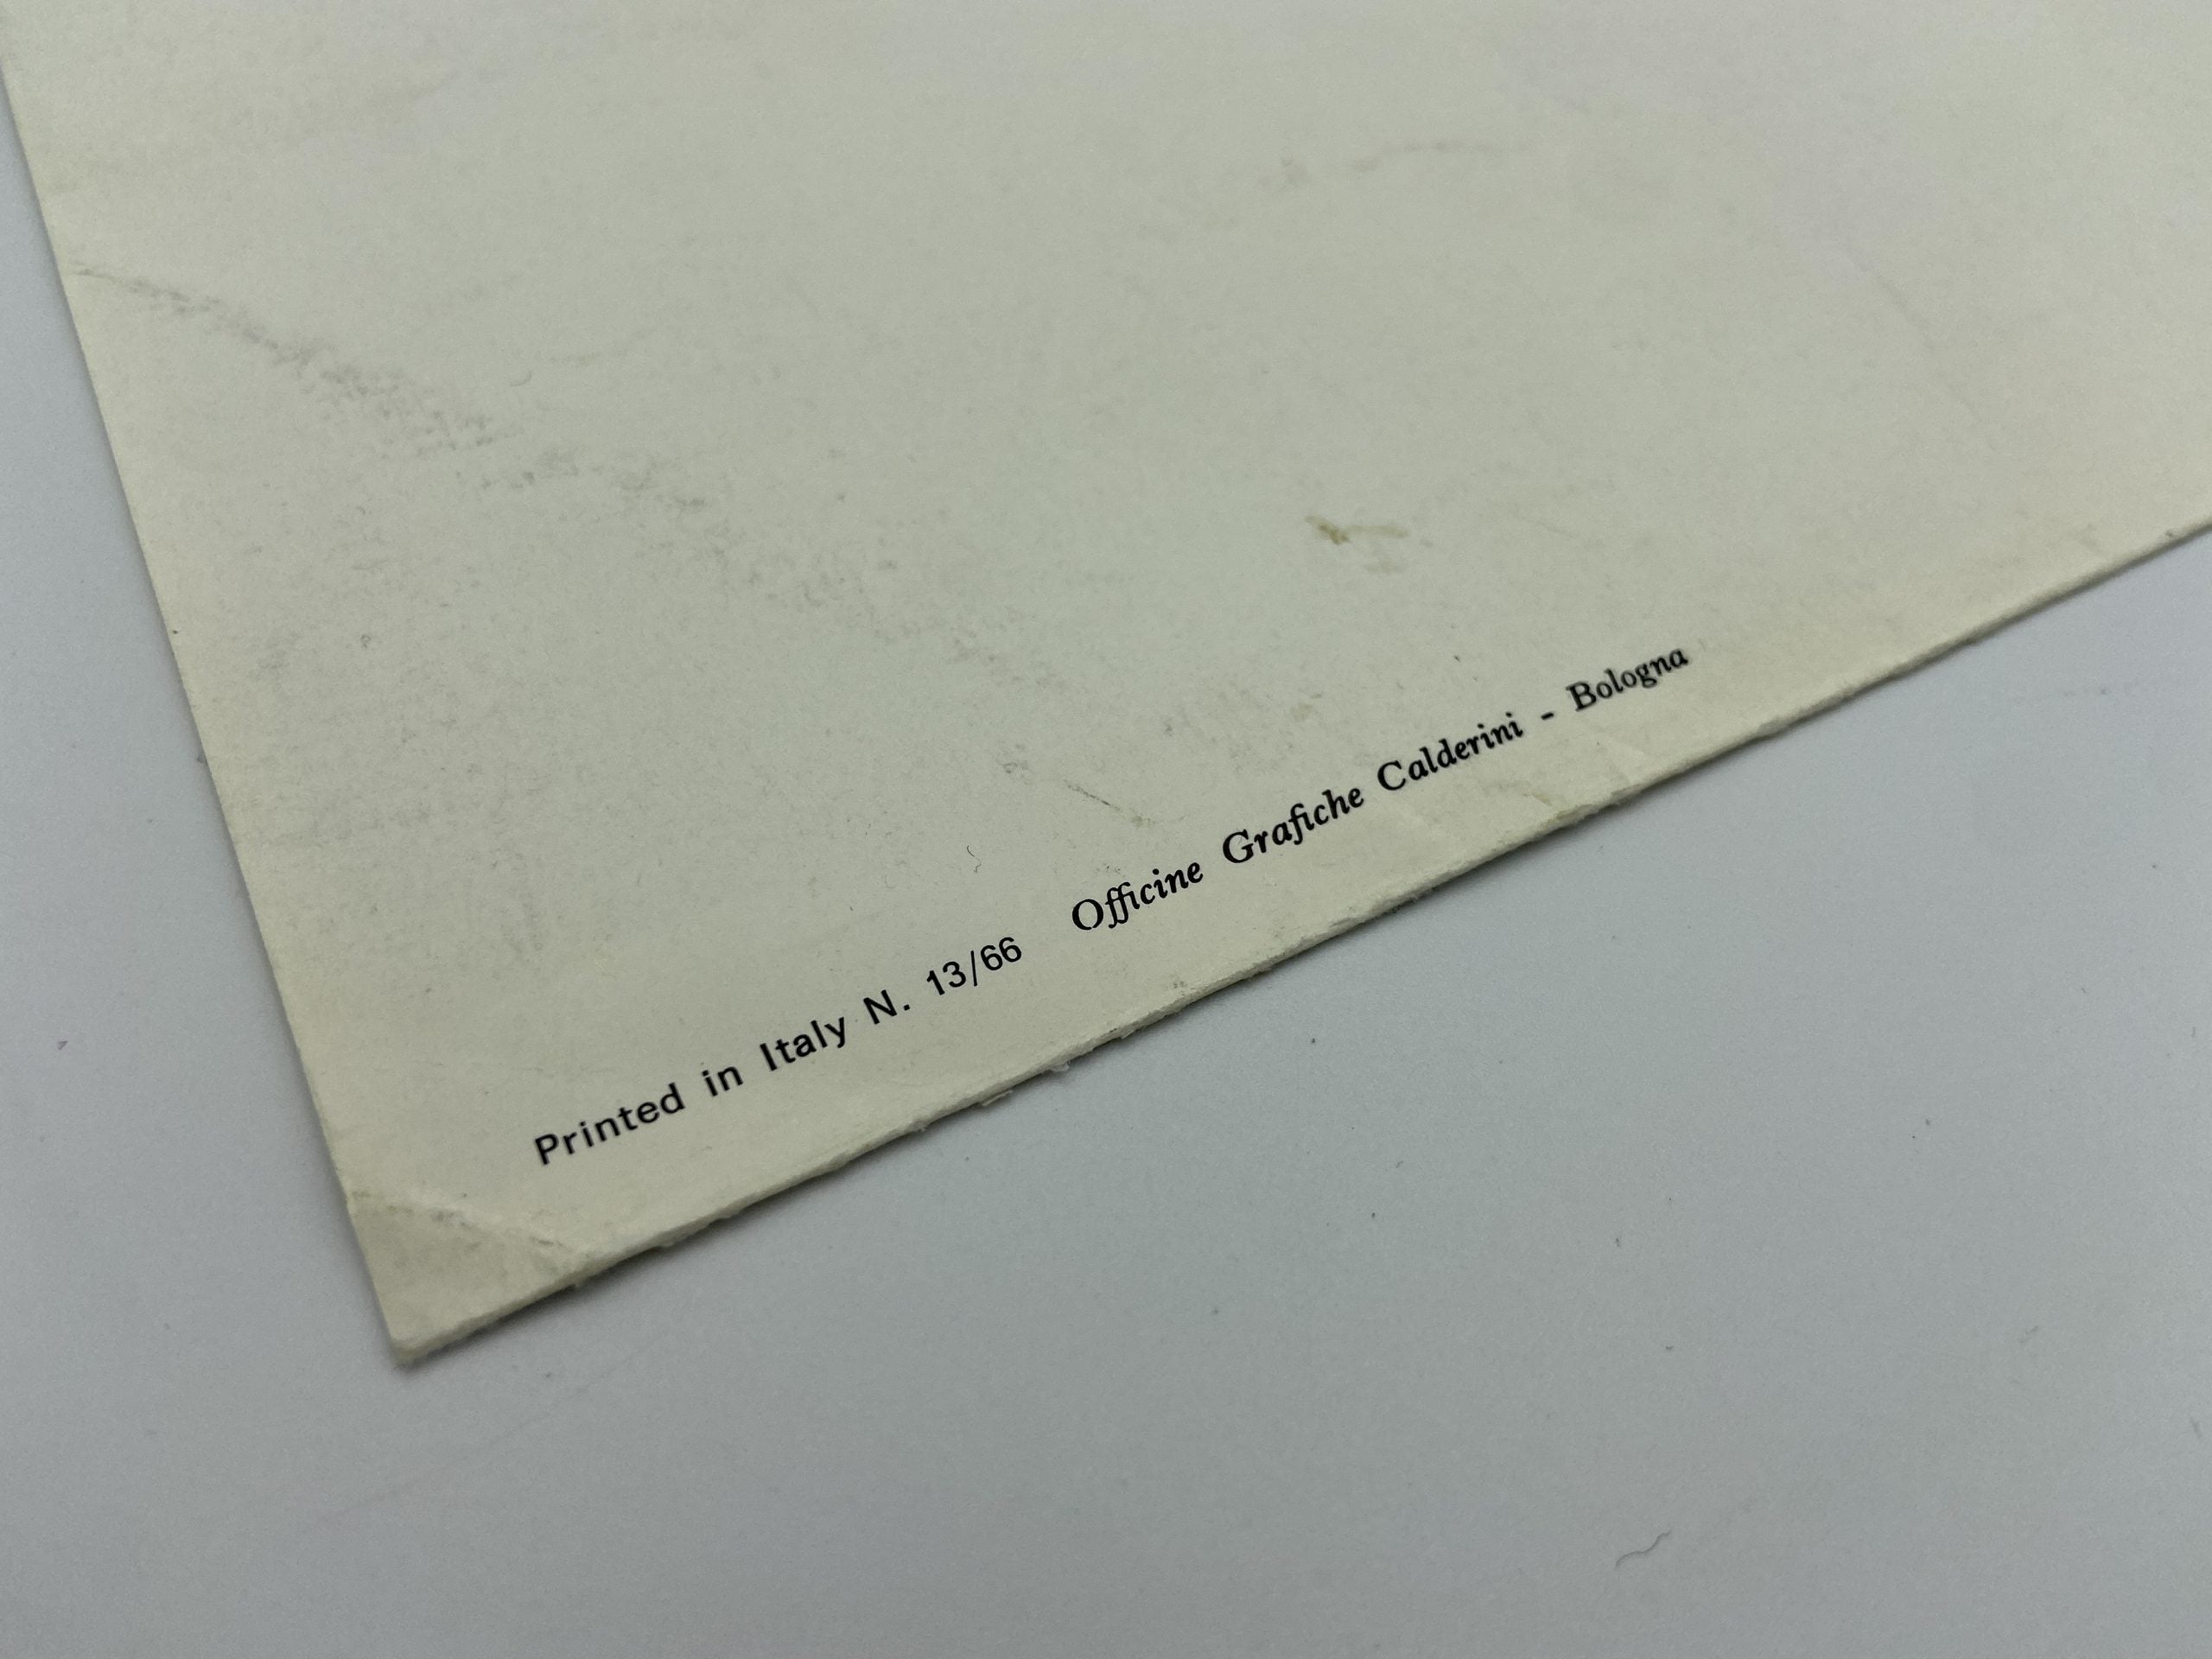 Printed in Italy N. 13/66 Officine Grafiche Calderini - Bologna